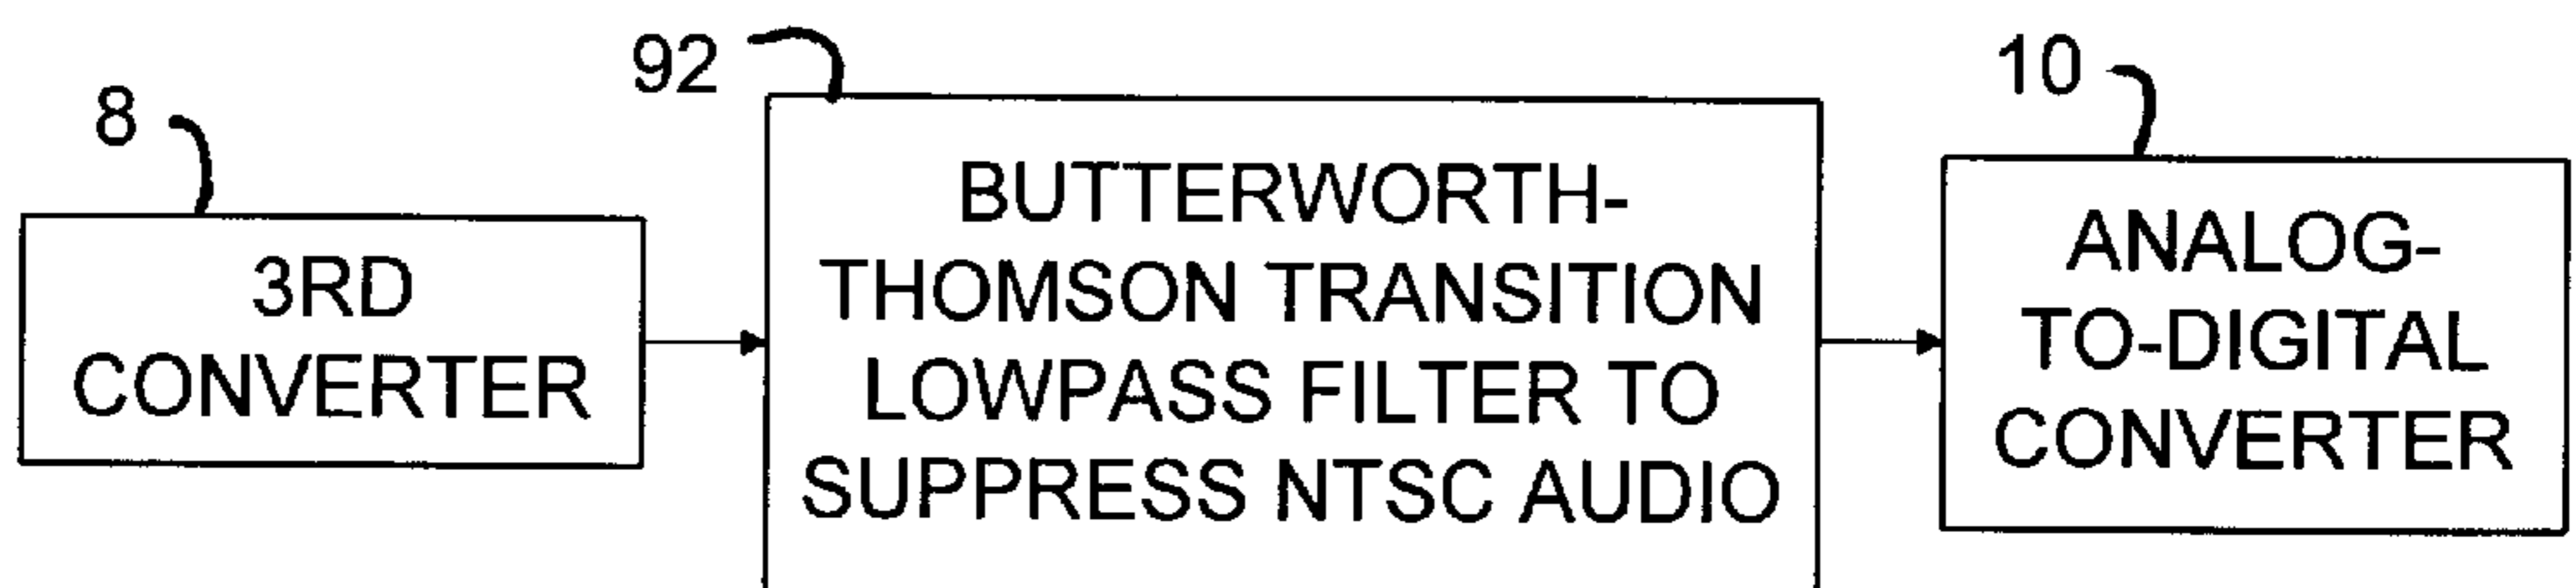 8
3RD
CONVERTER
92
BUTTERWORTH-
THOMSON TRANSITION
LOWPASS FILTER TO
SUPPRESS NTSC AUDIO
10
ANALOG-
TO-DIGITAL
CONVERTER